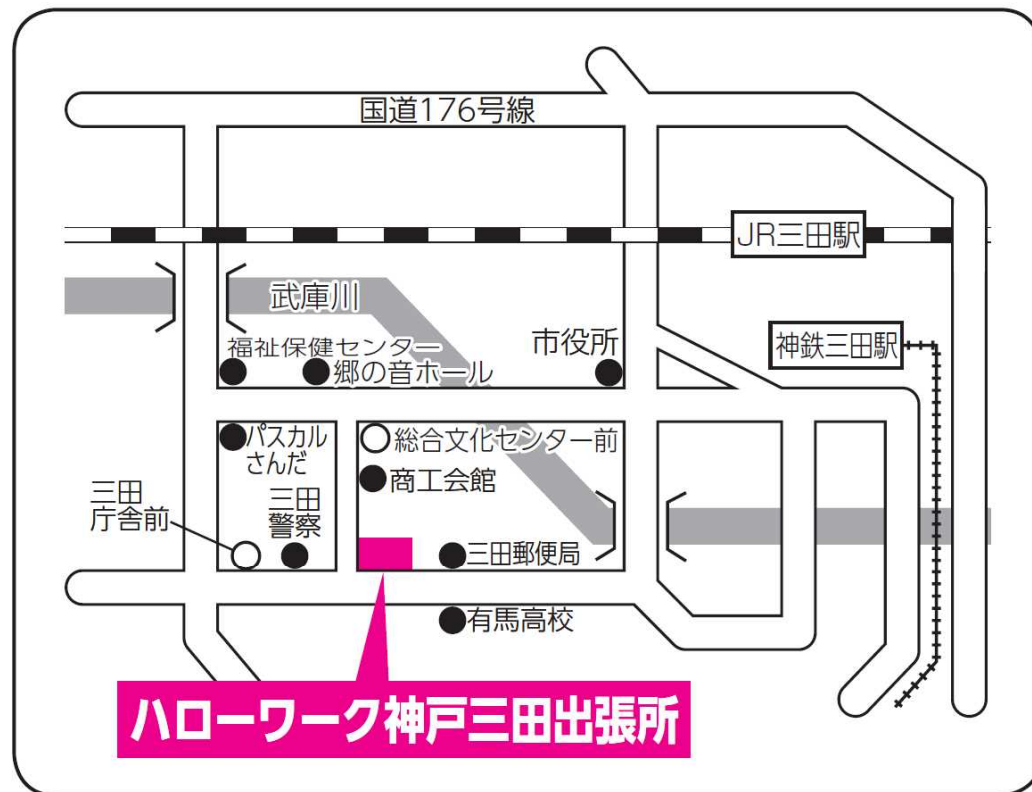 国道176号線
JR三田駅
武庫川
神鉄三田駅
福祉保健センター
市役所
郷の音ホール
パスカル
さんだ
総合文化センター前
商工会館
三田
庁舎前
三田
警察
三田郵便局
有馬高校
ハローワーク神戸三田出張所